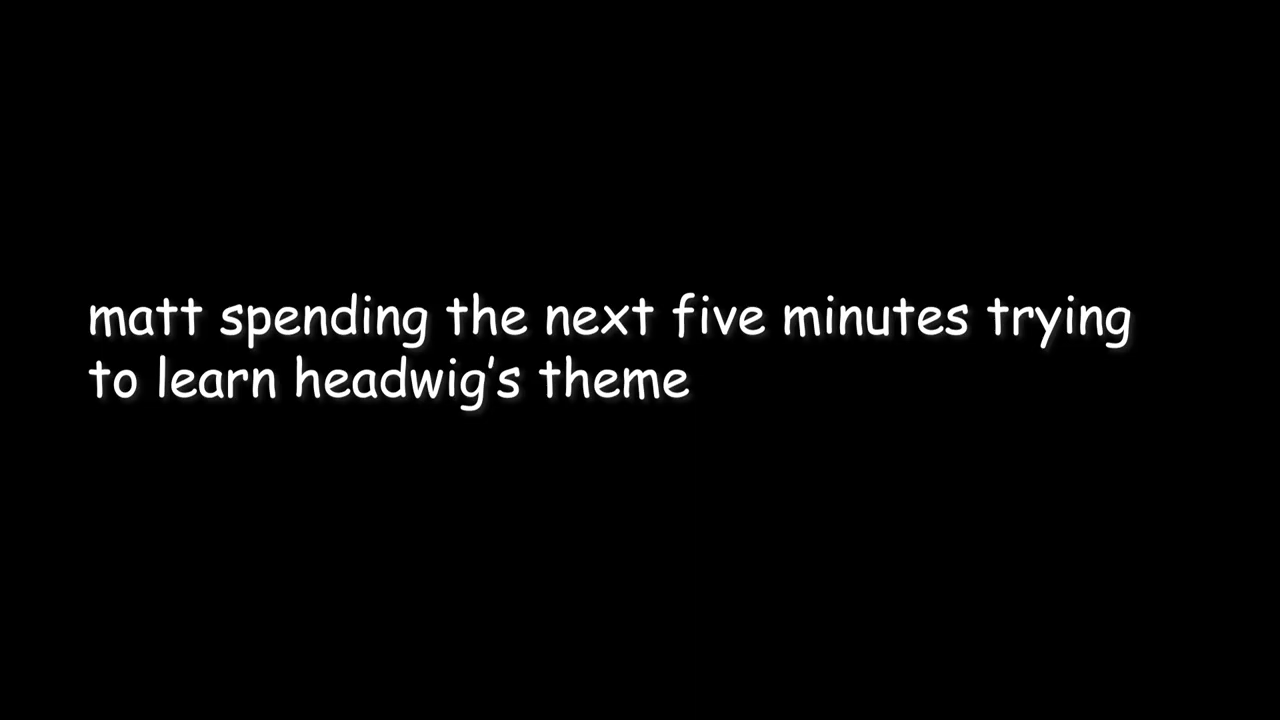 matt spending the next five minutes trying
to learn headwig's theme